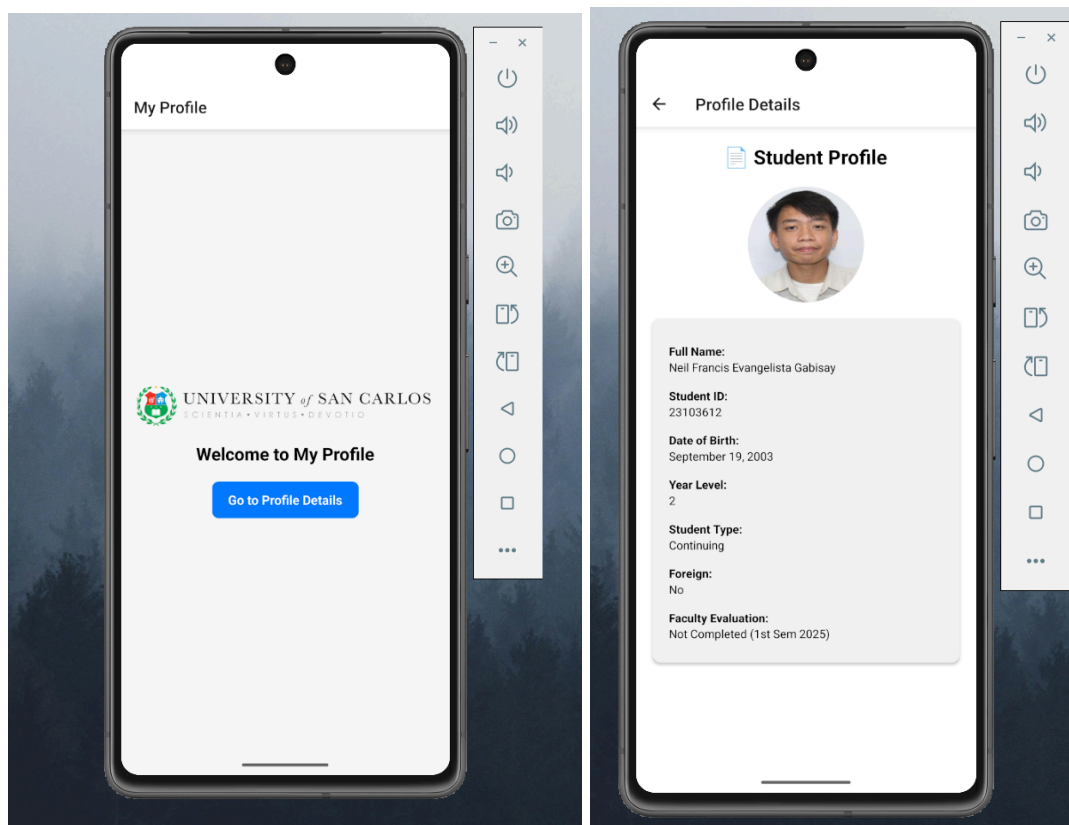 My Profile
UNIVERSITY of SAN CARLOS
SCIENTIA • VIRTUS • DEVOTIO
Welcome to My Profile
Go to Profile Details
Profile Details
Student Profile
Full Name:
Neil Francis Evangelista Gabisay
Student ID:
23103612
Date of Birth:
September 19, 2003
Year Level:
2
Student Type:
Continuing
Foreign:
No
Faculty Evaluation:
Not Completed (1st Sem 2025)